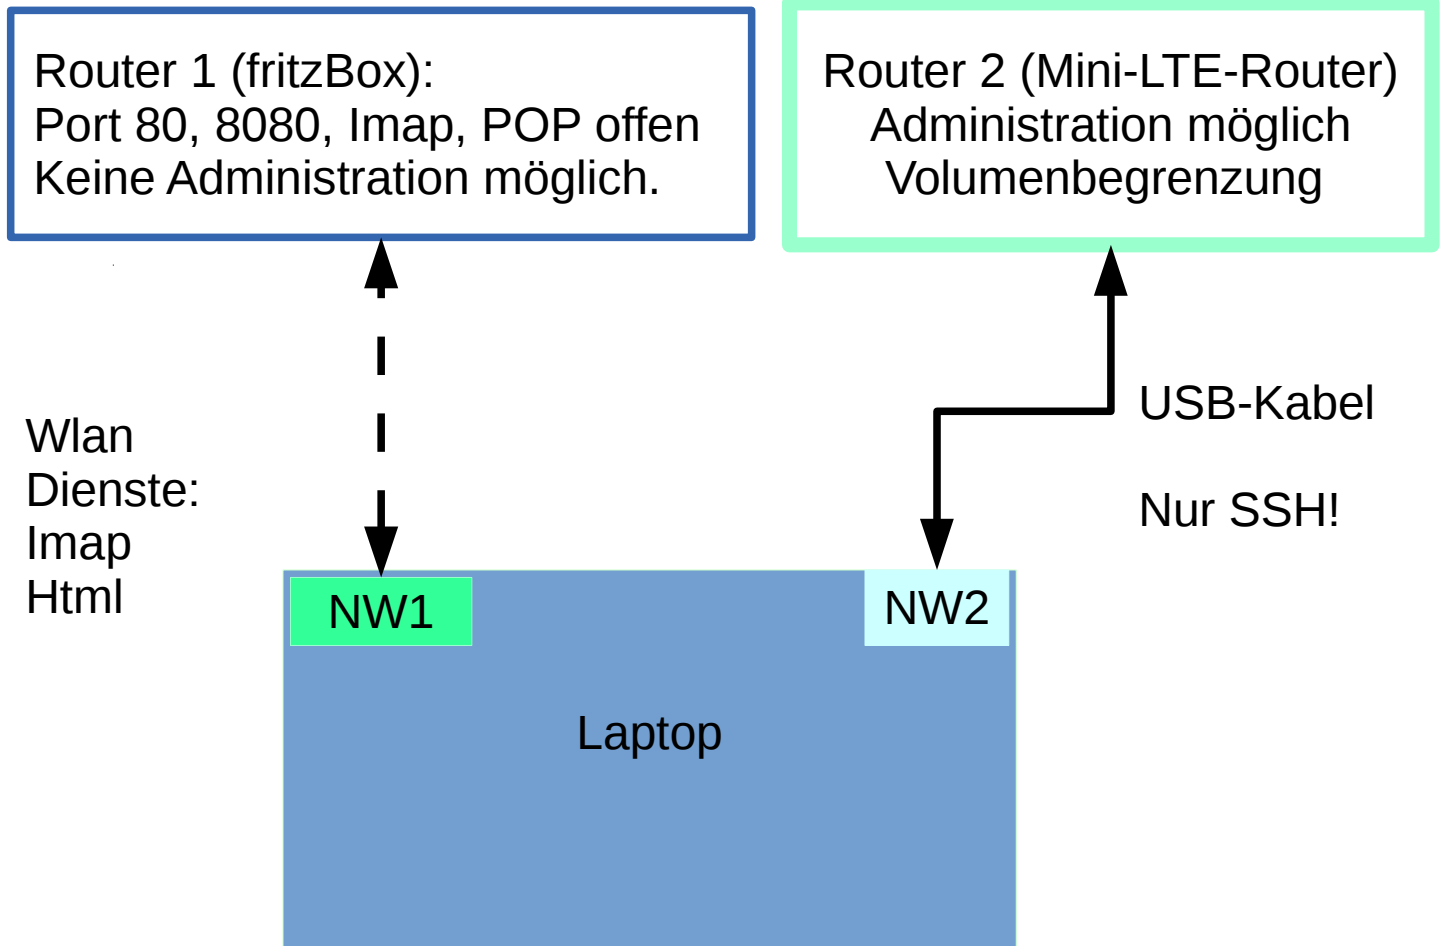 Router 1 (fritzBox):
Port 80, 8080, Imap, POP offen
Keine Administration möglich.
Router 2 (Mini-LTE-Router)
Administration möglich
Volumenbegrenzung
Wlan
Dienste:
Imap
Html
USB-Kabel
Nur SSH!
NW1
NW2
Laptop